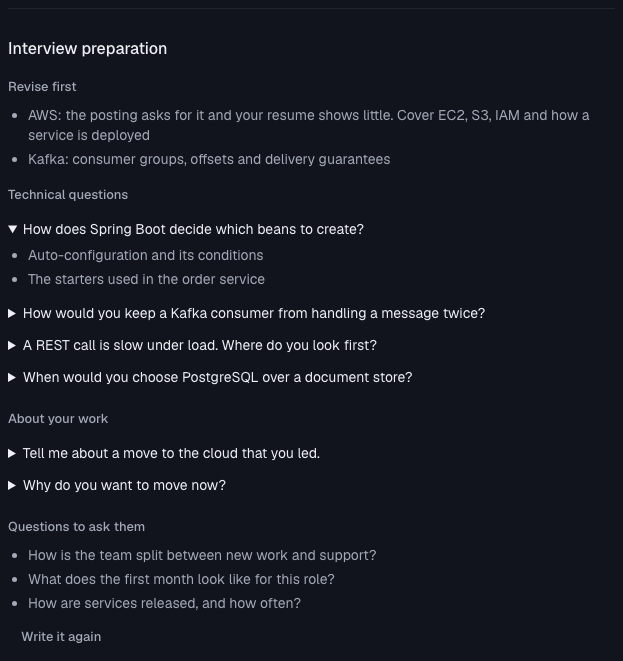 Interview preparation
Revise first
AWS: the posting asks for it and your resume shows little. Cover EC2, S3, IAM and how a
service is deployed
Kafka: consumer groups, offsets and delivery guarantees
Technical questions
How does Spring Boot decide which beans to create?
Auto-configuration and its conditions
The starters used in the order service
How would you keep a Kafka consumer from handling a message twice?
A REST call is slow under load. Where do you look first?
When would you choose PostgreSQL over a document store?
About your work
Tell me about a move to the cloud that you led.
Why do you want to move now?
Questions to ask them
How is the team split between new work and support?
What does the first month look like for this role?
How are services released, and how often?
Write it again